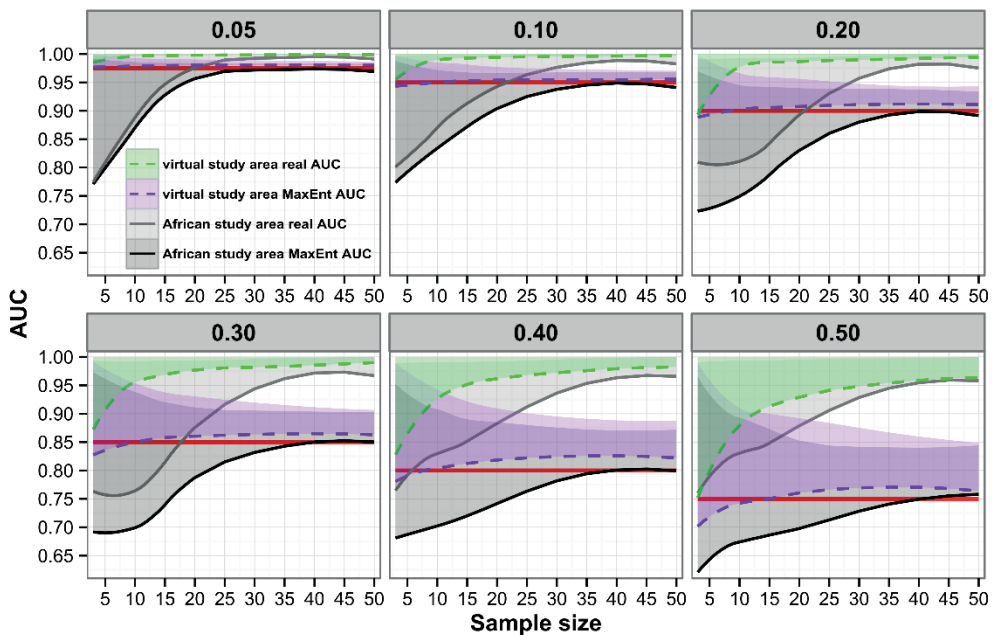 0.05 0.10 0.20
1.00
0.95
0.90
0.85
0.80
0.75
0.70
0.65
virtual study area real AUC
virtual study area MaxEnt AUC
African study area real AUC
African study area MaxEnt AUC
5 10 15 20 25 30 35 40 45 50 5 10 15 20 25 30 35 40 45 50 5 10 15 20 25 30 35 40 45 50
AUC
0.30 0.40 0.50
1.00
0.95
0.90
0.85
0.80
0.75
0.70
0.65
5 10 15 20 25 30 35 40 45 50 5 10 15 20 25 30 35 40 45 50 5 10 15 20 25 30 35 40 45 50
Sample size